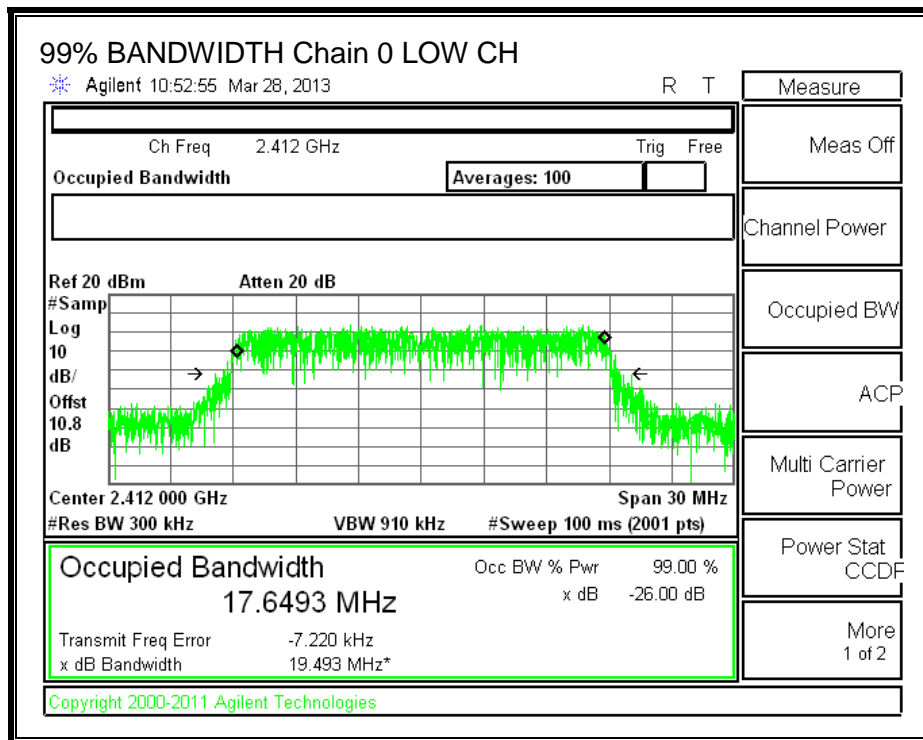 99% BANDWIDTH Chain 0 LOW CH
Agilent 10:52:55 Mar 28, 2013 R T
Measure
Ch Freq 2.412 GHz Trig Free
Meas Off
Occupied Bandwidth Averages: 100
Channel Power
Ref 20 dBm Atten 20 dB
#Samp
Log
10
dB/
Offst
10.8
dB
Occupied BW
ACP
Multi Carrier
Power
Center 2.412 000 GHz Span 30 MHz
#Res BW 300 kHz VBW 910 kHz #Sweep 100 ms (2001 pts)
Power Stat
CCDF
Occupied Bandwidth Occ BW % Pwr 99.00 %
17.6493 MHz x dB -26.00 dB
Transmit Freq Error -7.220 kHz
x dB Bandwidth 19.493 MHz*
More
1 of 2
Copyright 2000-2011 Agilent Technologies